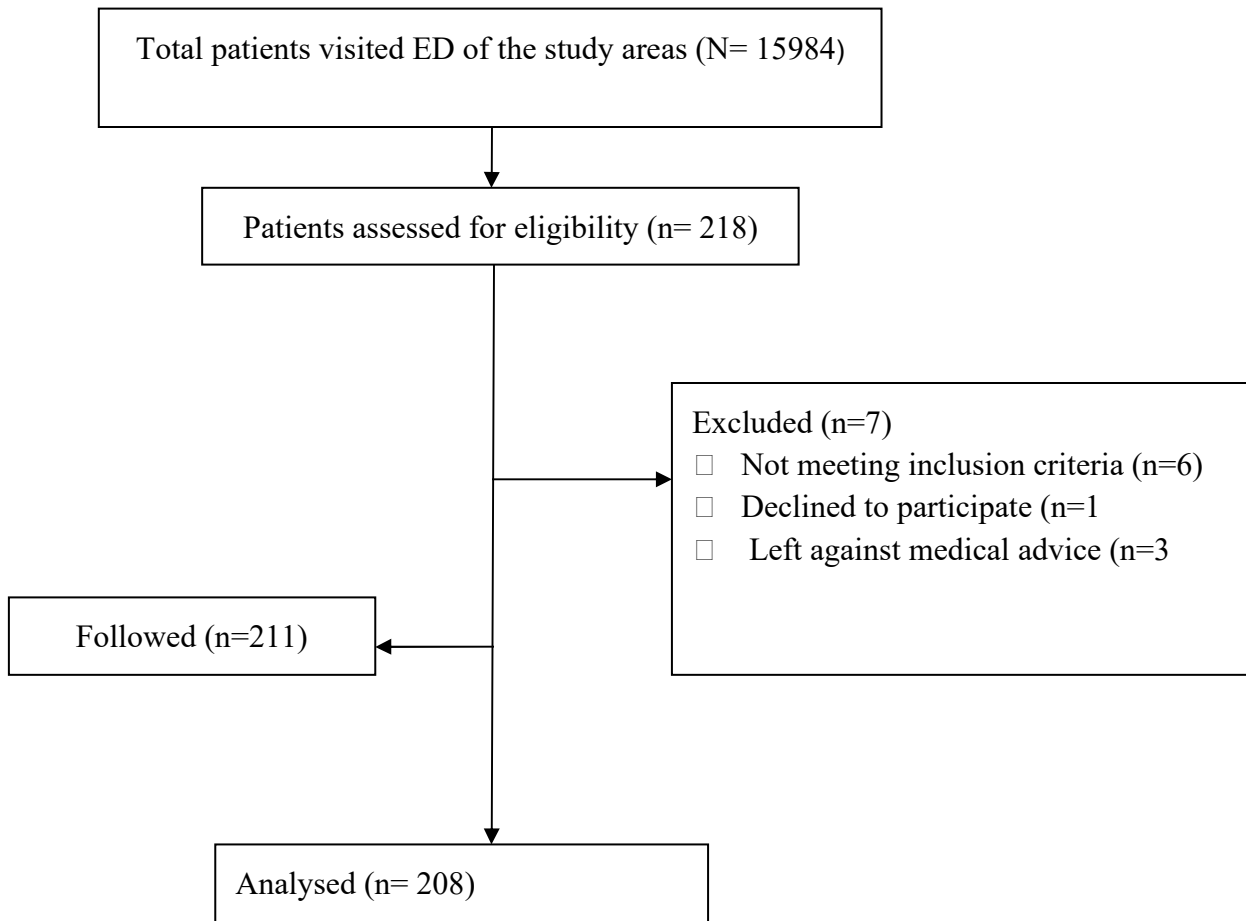 Total patients visited ED of the study areas (N= 15984)
Patients assessed for eligibility (n= 218)
Excluded (n=7)
□ Not meeting inclusion criteria (n=6)
□ Declined to participate (n=1
□ Left against medical advice (n=3
Followed (n=211)
Analysed (n= 208)